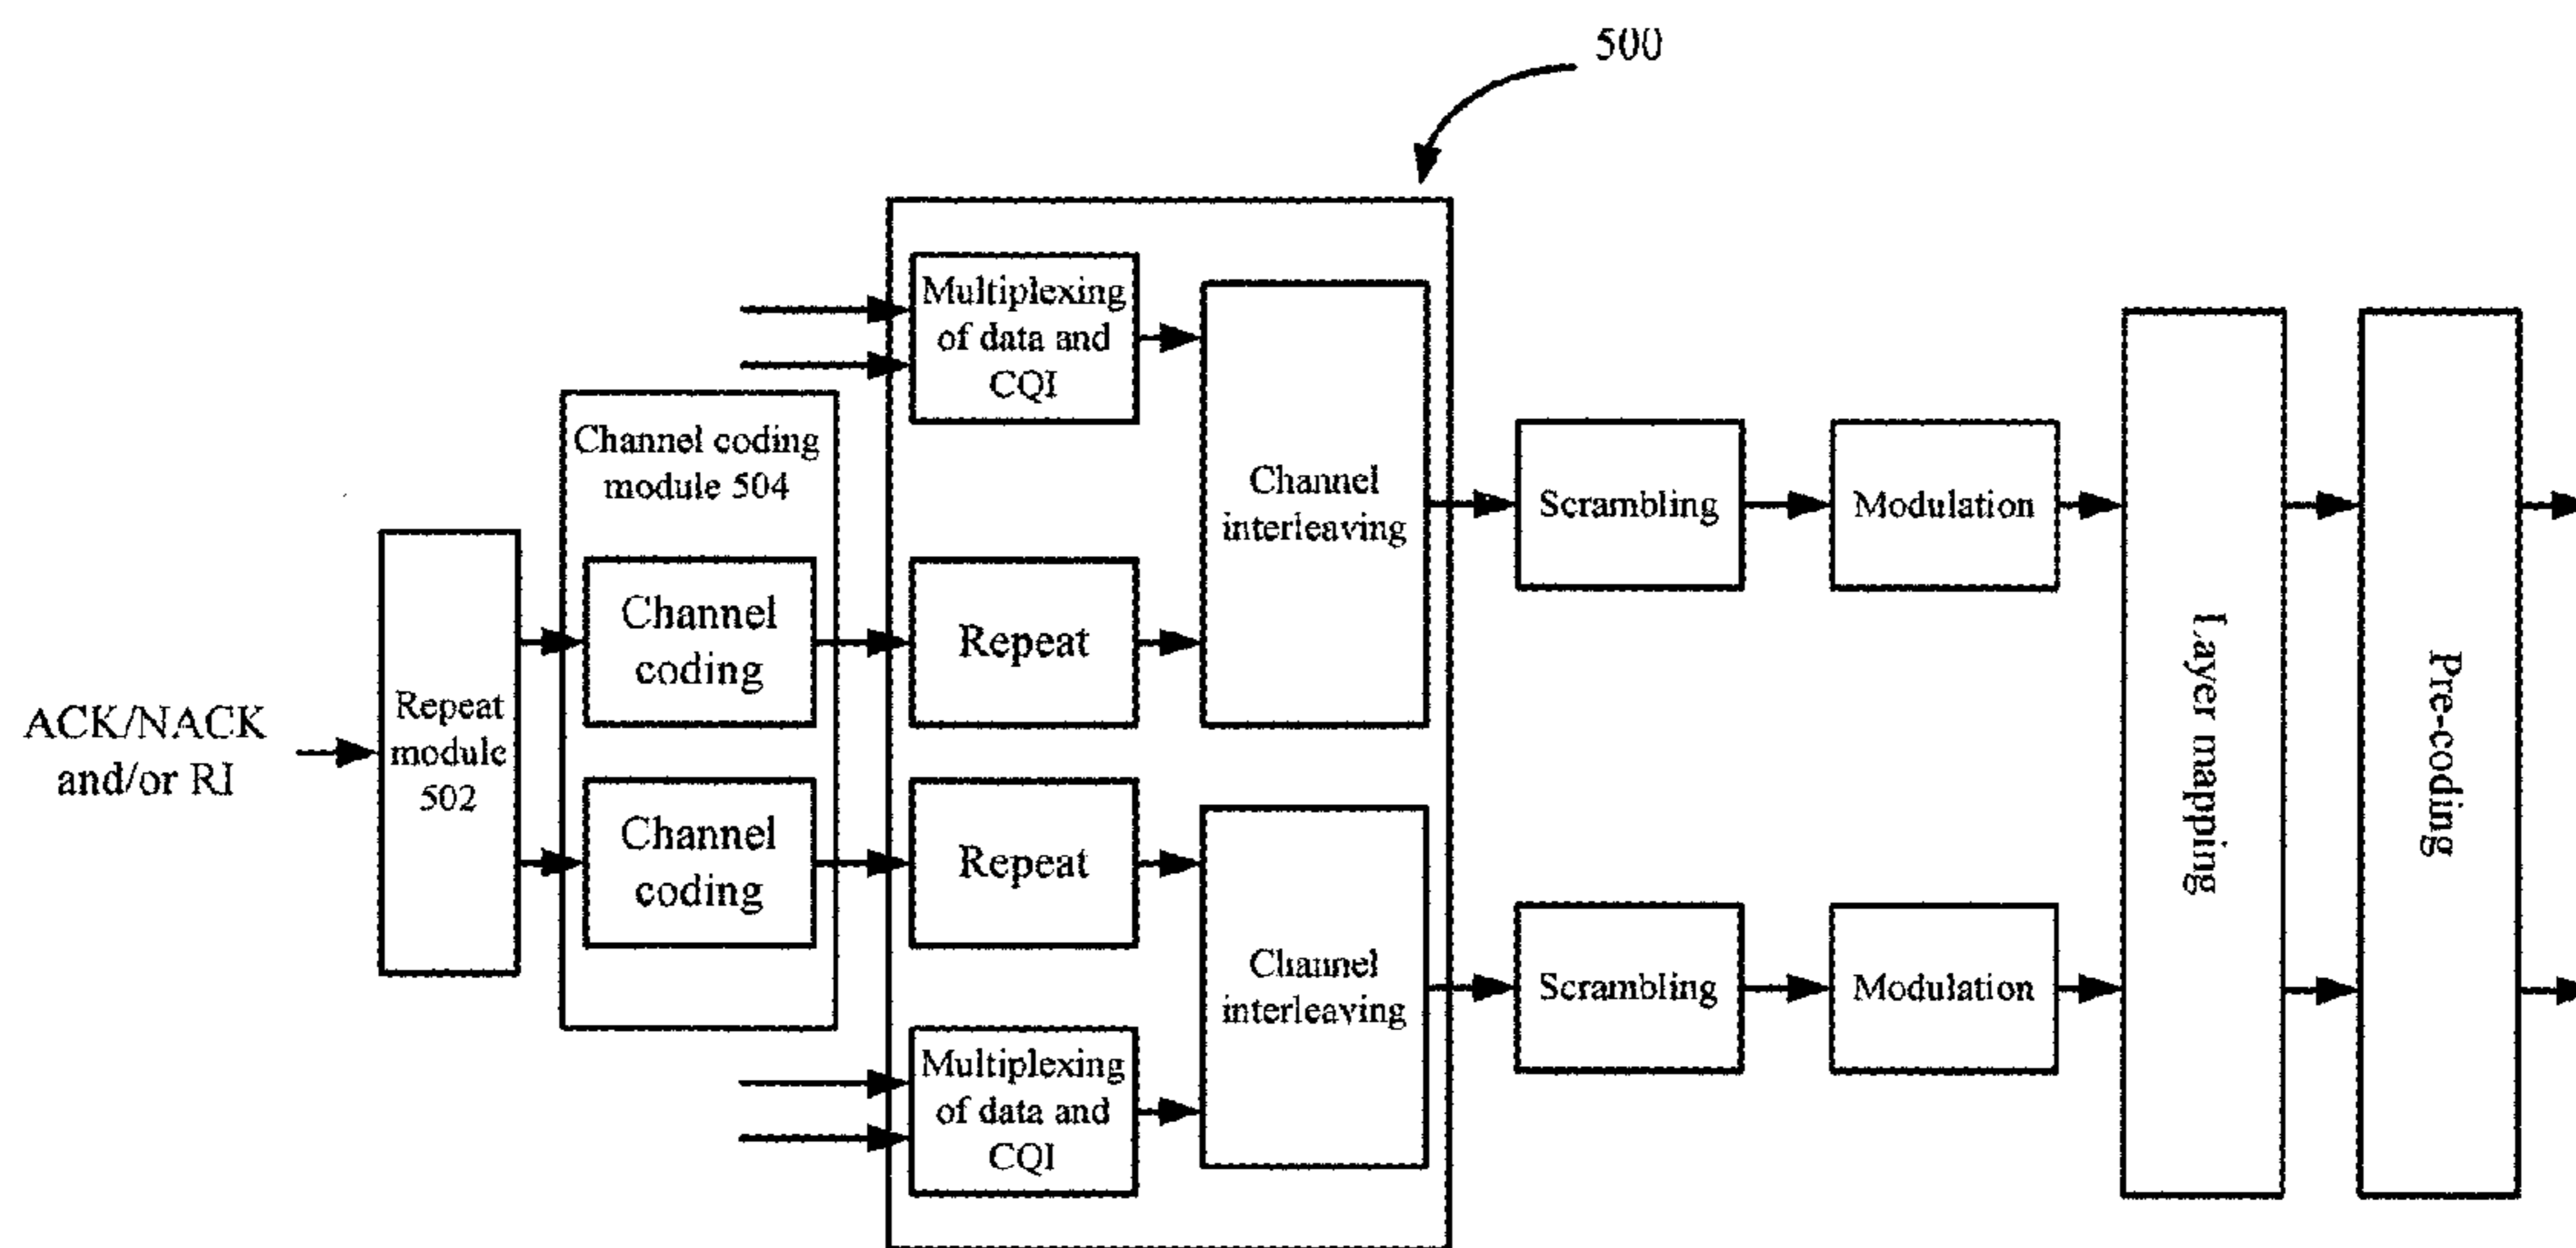 500
Multiplexing
of data and
CQI
Channel coding
module 504
Channel
interleaving
Scrambling
Modulation
Channel
coding
Repeat
Layer mapping
Pre-coding
ACK/NACK
and/or RI
Repeat
module
502
Channel
coding
Repeat
Channel
interleaving
Scrambling
Modulation
Multiplexing
of data and
CQI